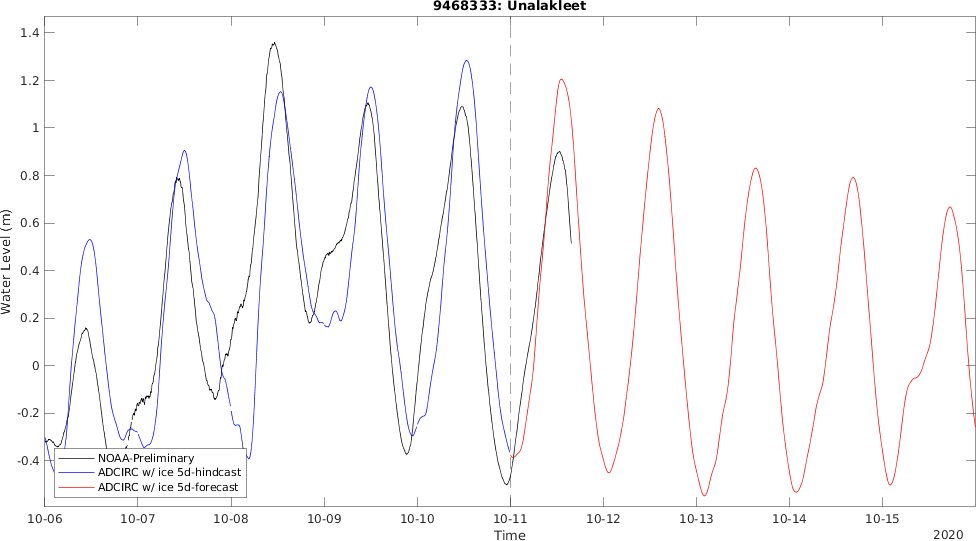 9468333: Unalakleet
1.4
1.2
1
0.8
0.6
0.4
0.2
0
-0.2
-0.4
Water Level (m)
NOAA-Preliminary
ADCIRC w/ ice 5d-hindcast
ADCIRC w/ ice 5d-forecast
10-06 10-07 10-08 10-09 10-10 10-11 10-12 10-13 10-14 10-15
Time
2020